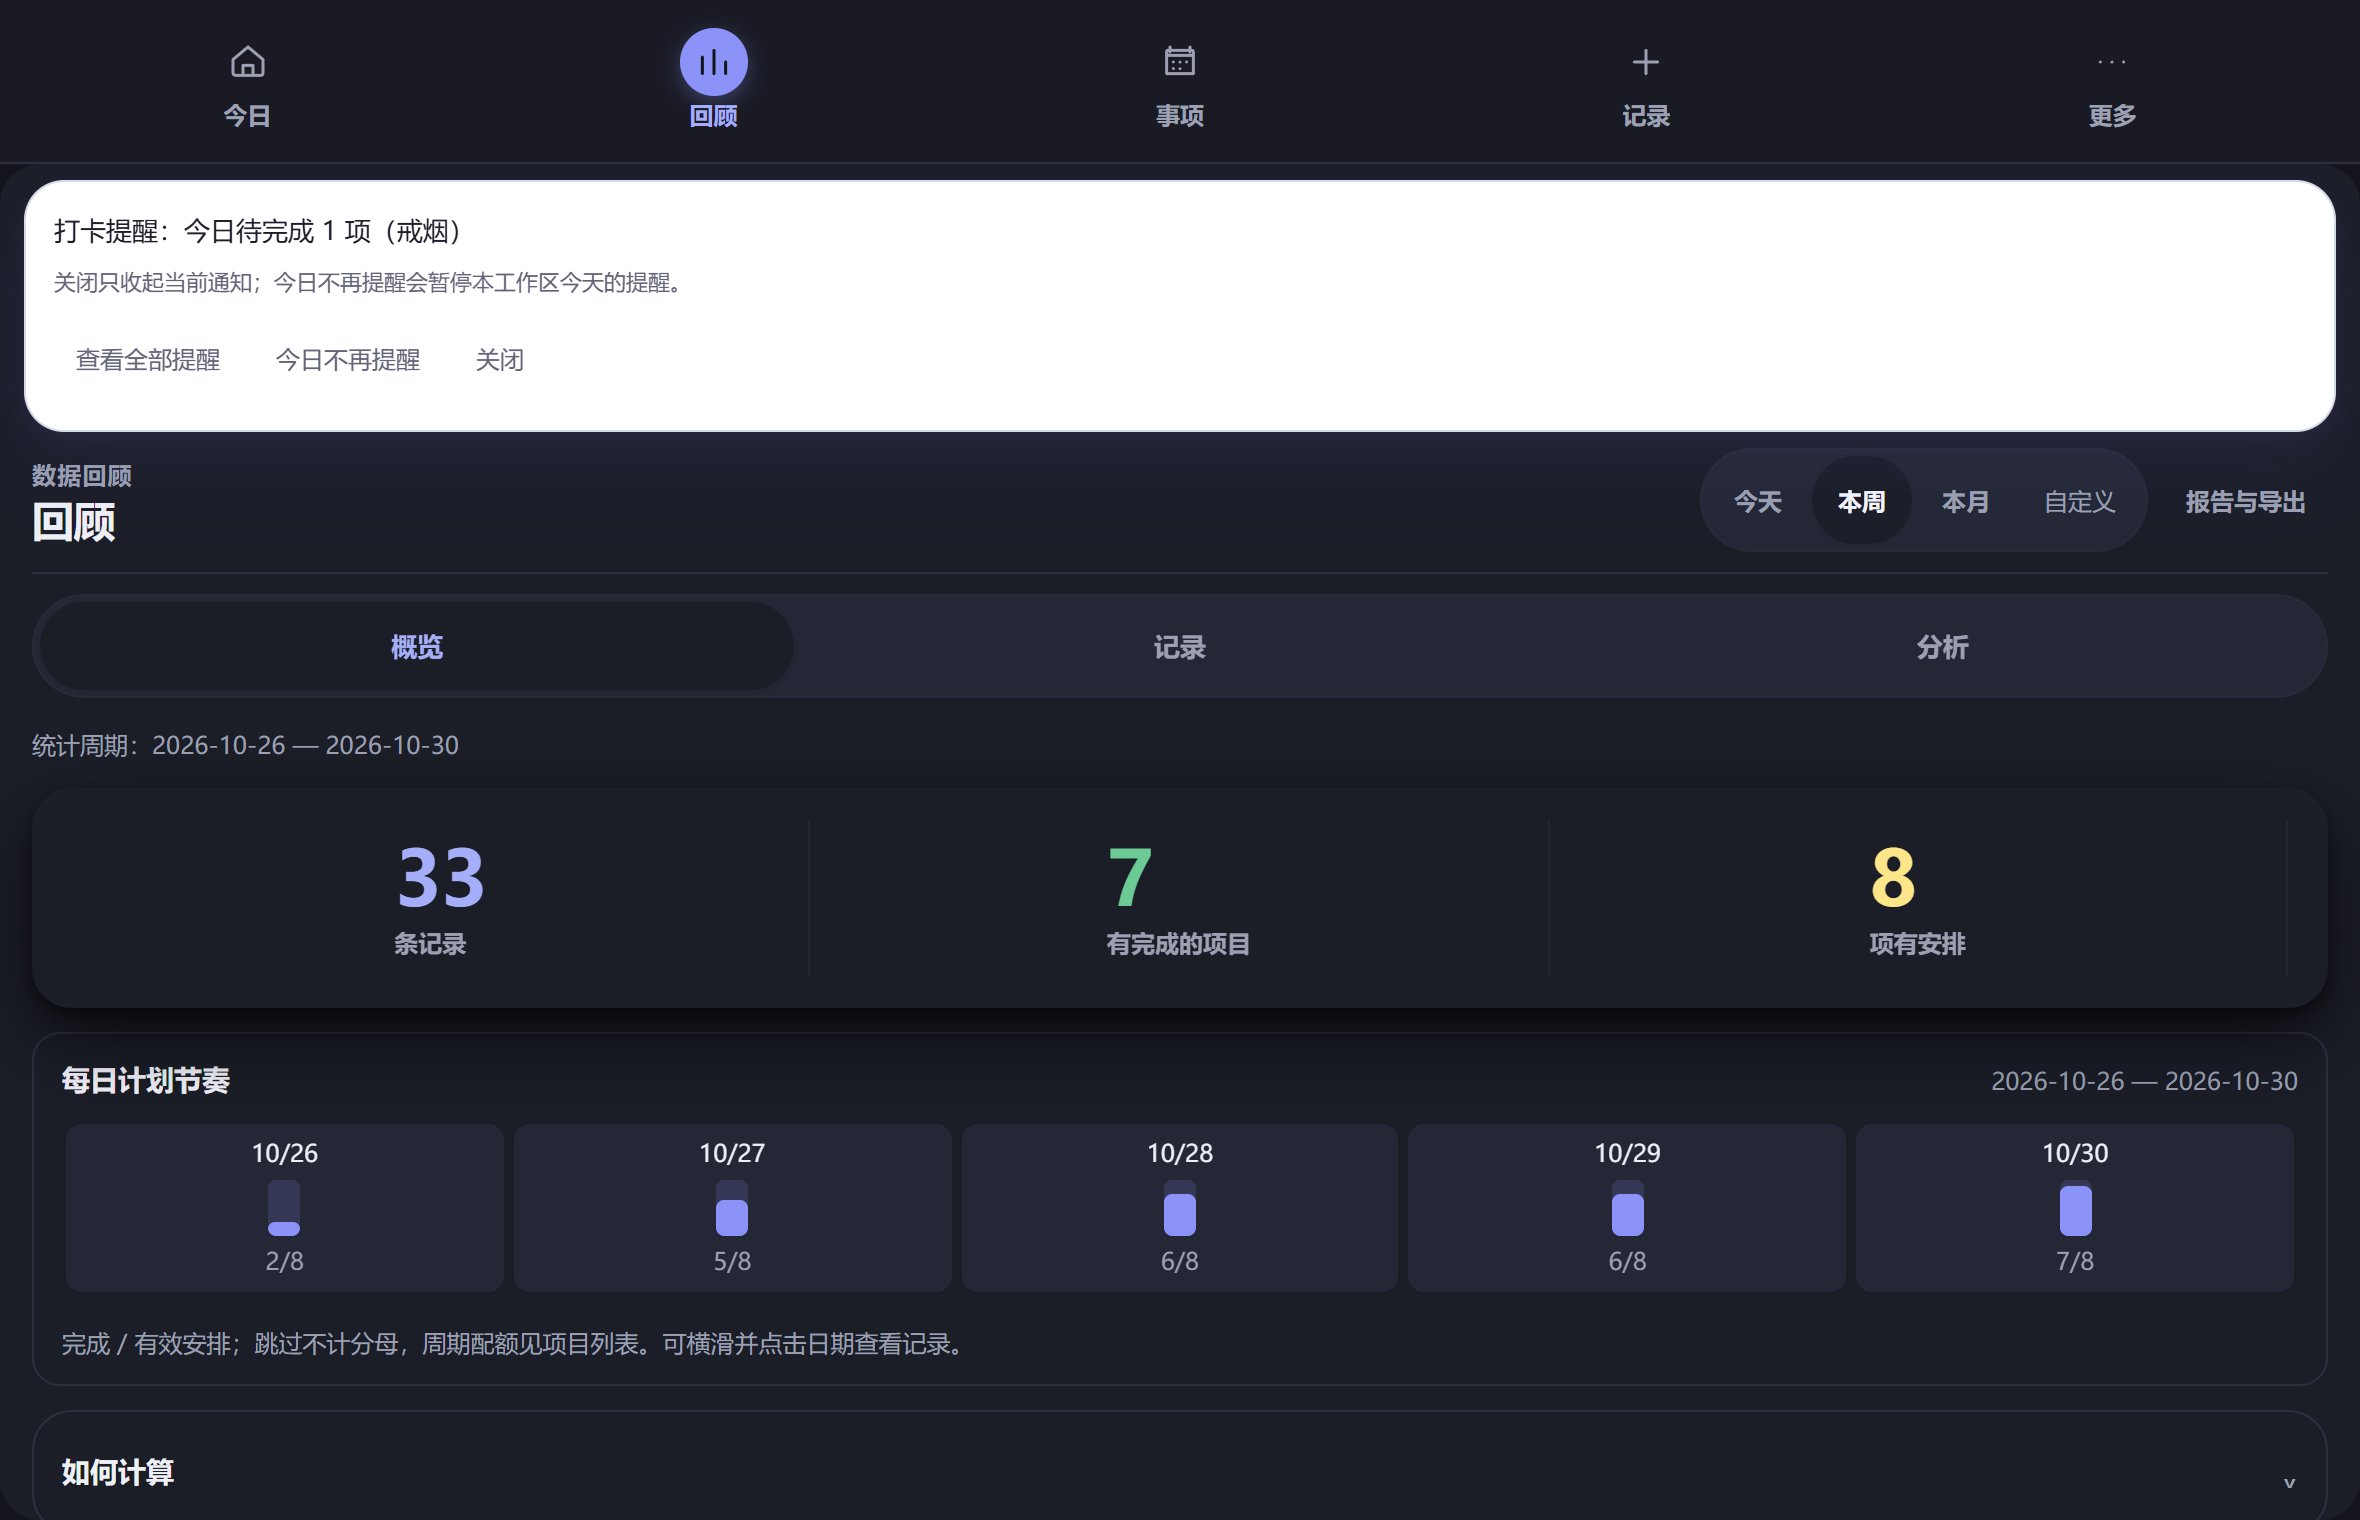 今日
回顾
事项
记录
更多
打卡提醒：今日待完成 1 项（戒烟）
关闭只收起当前通知；今日不再提醒会暂停本工作区今天的提醒。
查看全部提醒
今日不再提醒
关闭
数据回顾
回顾
今天
本周
本月
自定义
报告与导出
概览
记录
分析
统计周期：2026-10-26 — 2026-10-30
33
条记录
7
有完成的项目
8
项有安排
每日计划节奏
2026-10-26 — 2026-10-30
10/26
2/8
10/27
5/8
10/28
6/8
10/29
6/8
10/30
7/8
完成 / 有效安排；跳过不计分母，周期配额见项目列表。可横滑并点击日期查看记录。
如何计算